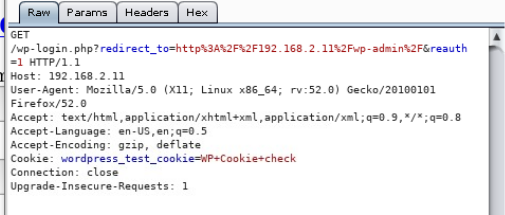 Raw Params Headers Hex
GET
/wp-login.php?redirect_to=http%3A%2F%2F192.168.2.11%2Fwp-admin%2F&reauth
=1 HTTP/1.1
Host: 192.168.2.11
User-Agent: Mozilla/5.0 (X11; Linux x86_64; rv:52.0) Gecko/20100101
Firefox/52.0
Accept: text/html,application/xhtml+xml,application/xml;q=0.9,*/*;q=0.8
Accept-Language: en-US,en;q=0.5
Accept-Encoding: gzip, deflate
Cookie: wordpress_test_cookie=WP+Cookie+check
Connection: close
Upgrade-Insecure-Requests: 1